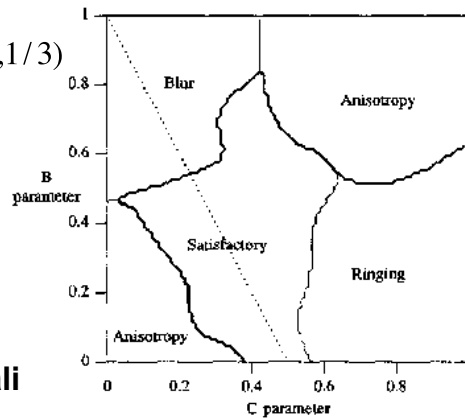 1
,1/3)
Blur
0.8
Anisotropy
0.6
B
parameter
0.4
Satisfactory
Ringing
0.2
Anisotropy
0
ali
0
0.2
0.4
0.6
0.8
C parameter